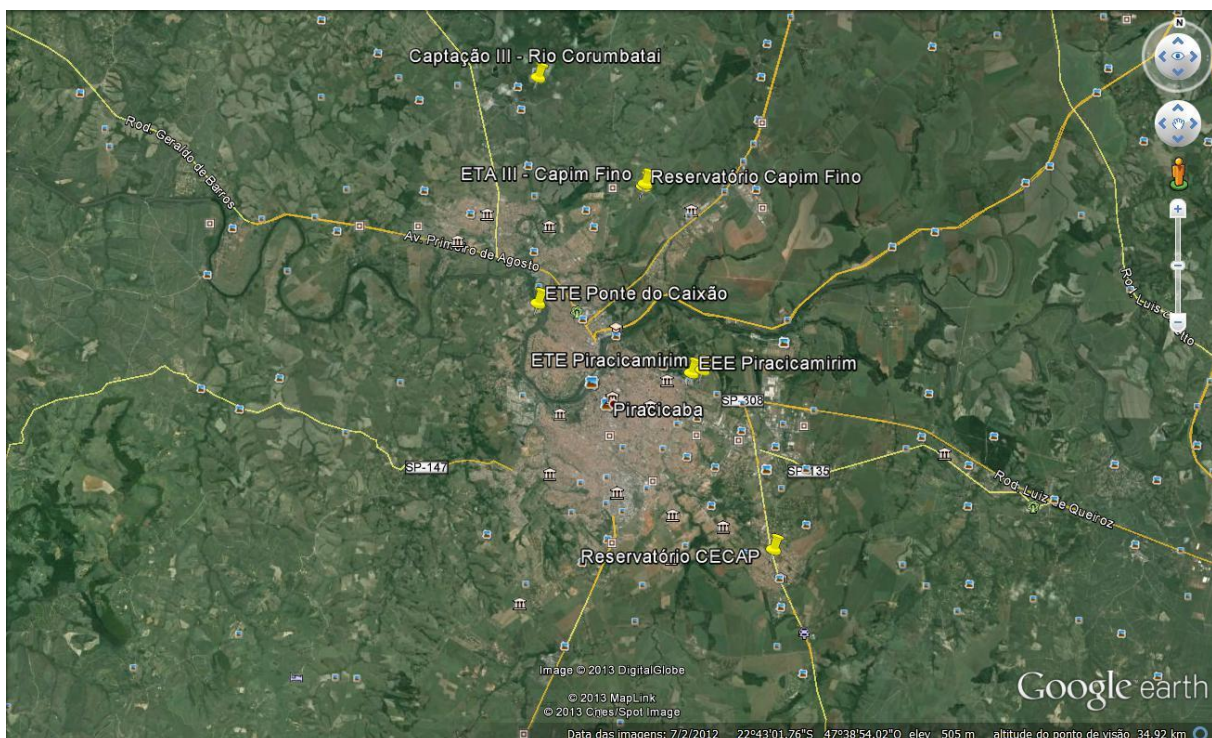 N
Captação III - Rio Corumbatai
Rod. Geraldo de Barros
ETA III - Capim Fino
Reservatório Capim Fino
Av. Primeiro de Agosto
ETE Ponte do Caixão
ETE Piracicamirim
EEE Piracicamirim
Piracicaba
SP-308
SP-147
SP-135
Rod. Luiz de Queiroz
Reservatório CECAP
Image © 2013 DigitalGlobe
© 2013 MapLink
© 2013 Cnes/Spot Image
Google earth
Data das imagens: 7/2/2012 22°43'01.76"S 47°38'54.02"O elev 505 m altitude do ponto de visão 34.92 km